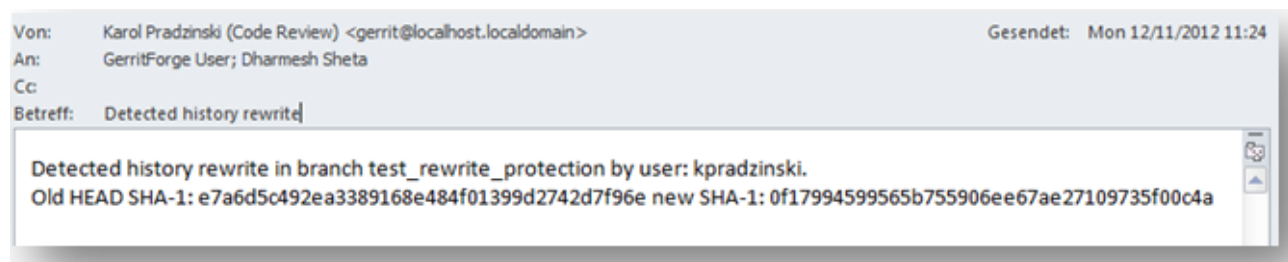 Von: Karol Pradzinski (Code Review) <gerrit@localhost.localdomain> Gesendet: Mon 12/11/2012 11:24
An: GerritForge User; Dharmesh Sheta
Cc:
Betreff: Detected history rewrite
Detected history rewrite in branch test_rewrite_protection by user: kpradzinski.
Old HEAD SHA-1: e7a6d5c492ea3389168e484f01399d2742d7f96e new SHA-1: 0f17994599565b755906ee67ae27109735f00c4a